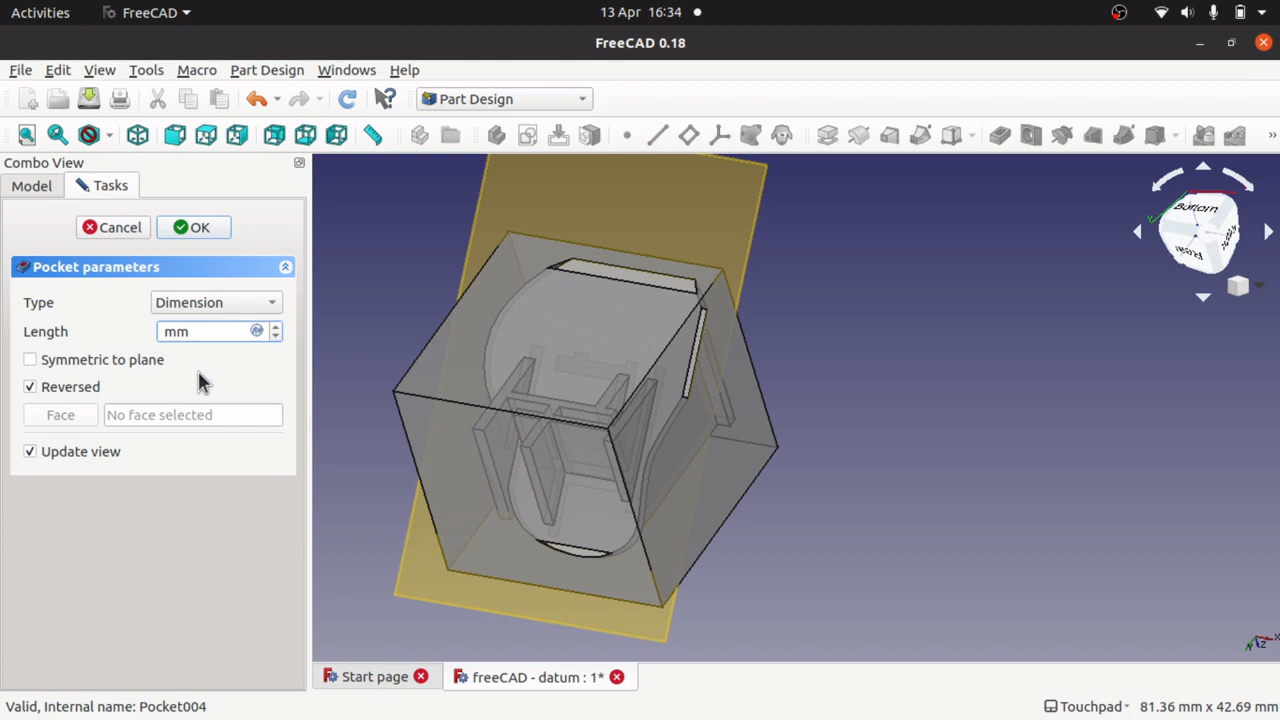 Activities
FreeCAD
13 Apr 16:34
FreeCAD 0.18
File Edit View Tools Macro Part Design Windows Help
Part Design
Combo View
Model Tasks
Cancel OK
Pocket parameters
Type Dimension
Length mm
Symmetric to plane
Reversed
Face No face selected
Update view
Bottom
Right
Y
Start page
freeCAD - datum : 1*
Valid, Internal name: Pocket004
Touchpad
81.36 mm x 42.69 mm